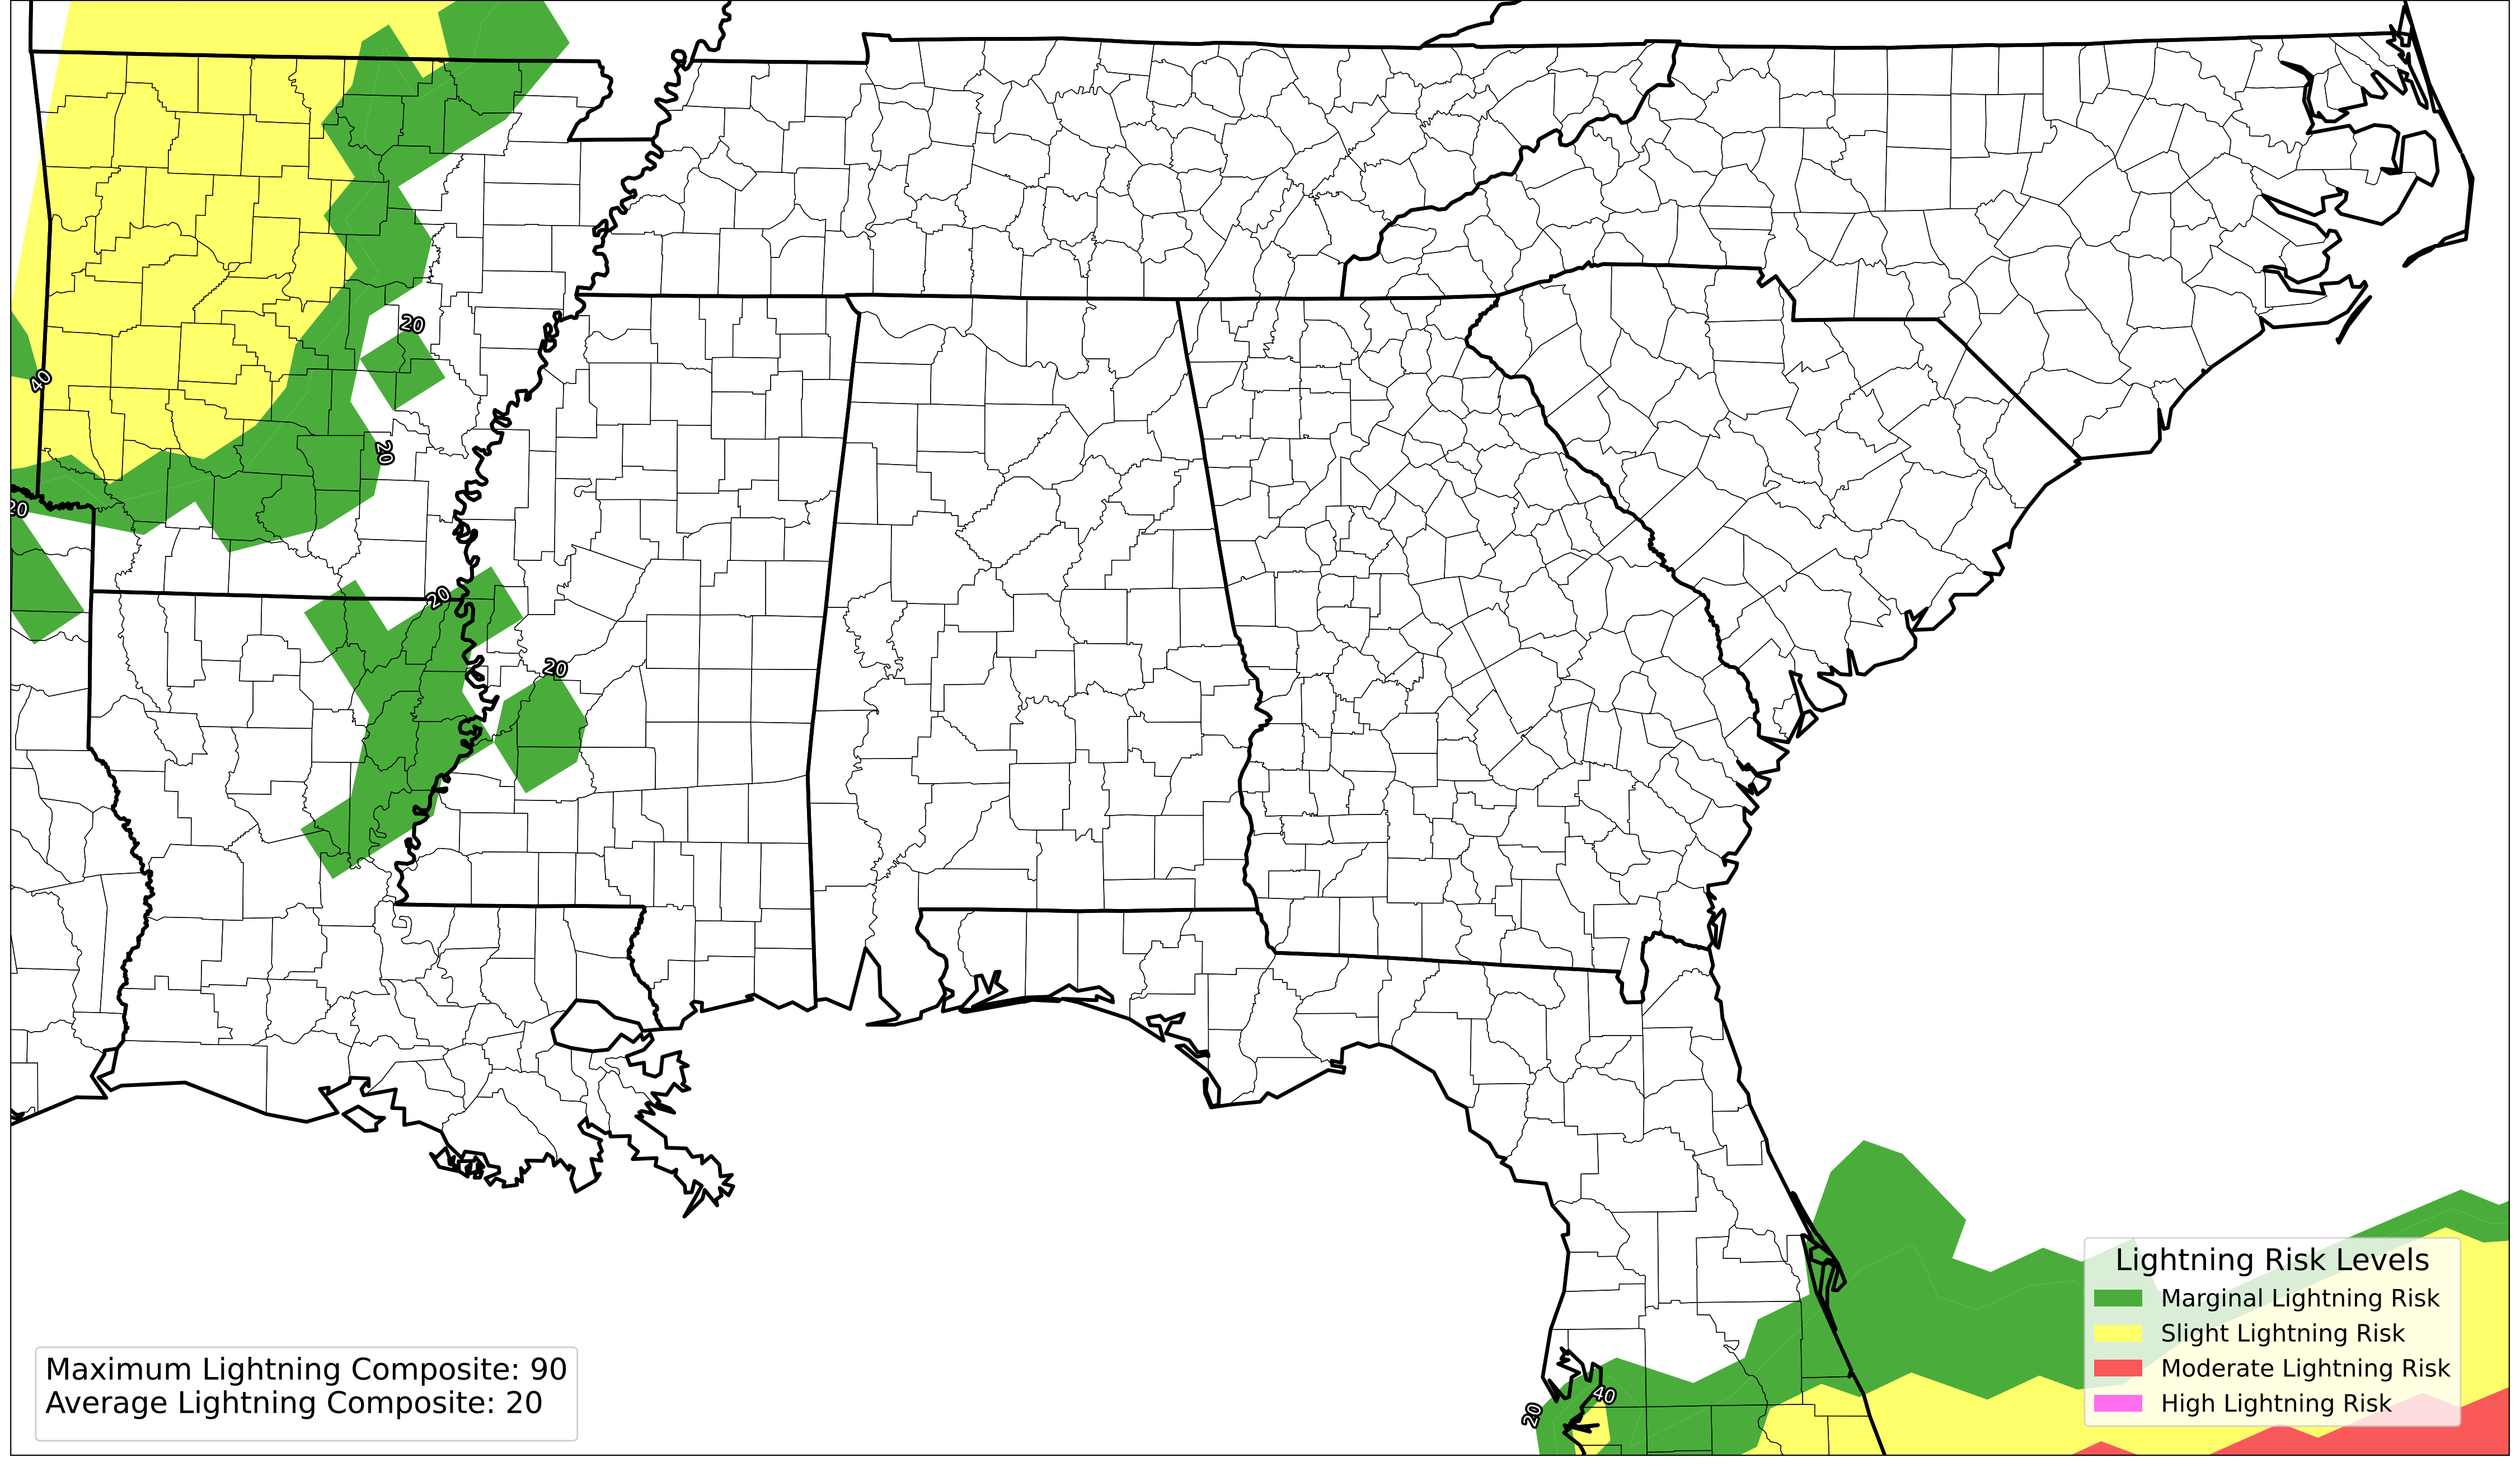 20
40
20
20
20
20
Lightning Risk Levels
Marginal Lightning Risk
Slight Lightning Risk
Moderate Lightning Risk
High Lightning Risk
Maximum Lightning Composite: 90
Average Lightning Composite: 20
40
20